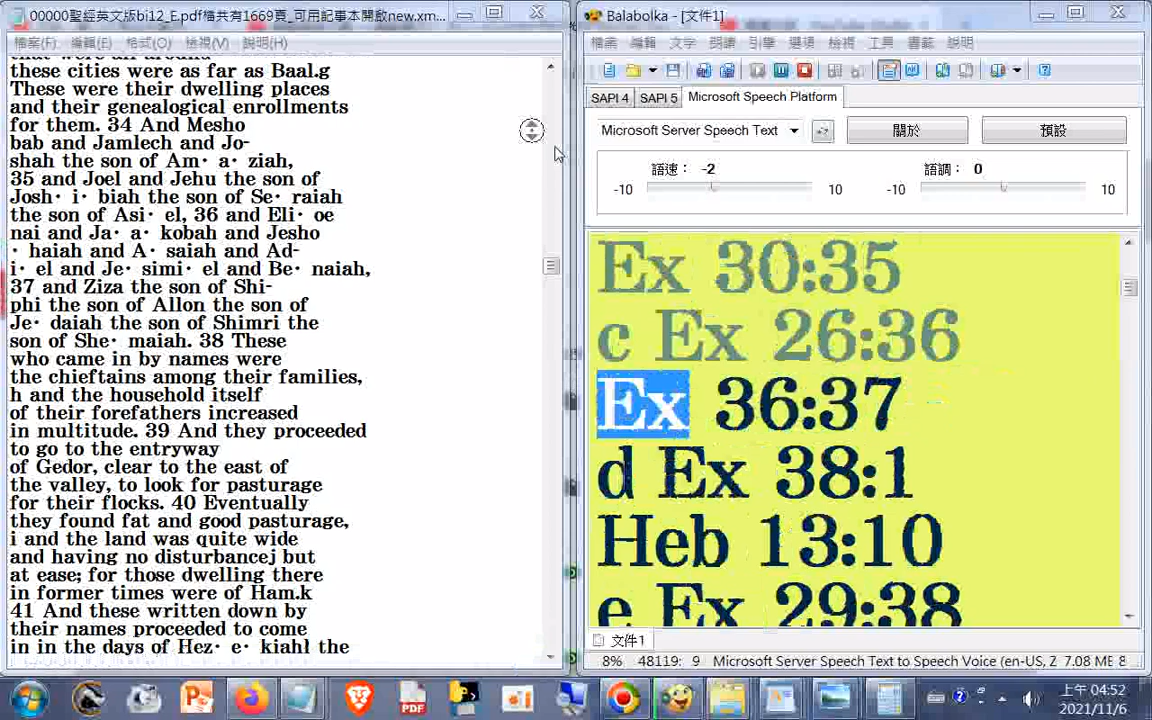 00000聖經英文版bi12_E.pdf檔共有1669頁_可用記事本開啟new.xm...
檔案(F) 編輯(E) 格式(O) 檢視(V) 說明(H)
these cities were as far as Baal.g
These were their dwelling places
and their genealogical enrollments
for them. 34 And Mesho
bab and Jamlech and Jo-
shah the son of Am· a· ziah,
35 and Joel and Jehu the son of
Josh· i· biah the son of Se· raiah
the son of Asi· el, 36 and Eli· oe
nai and Ja· a· kobah and Jesho
· haiah and A· saiah and Ad-
i· el and Je· simi· el and Be· naiah,
37 and Ziza the son of Shi-
phi the son of Allon the son of
Je· daiah the son of Shimri the
son of She· maiah. 38 These
who came in by names were
the chieftains among their families,
h and the household itself
of their forefathers increased
in multitude. 39 And they proceeded
to go to the entryway
of Gedor, clear to the east of
the valley, to look for pasturage
for their flocks. 40 Eventually
they found fat and good pasturage,
i and the land was quite wide
and having no disturbancej but
at ease; for those dwelling there
in former times were of Ham.k
41 And these written down by
their names proceeded to come
in in the days of Hez· e· kiahl the
Balabolka - [文件1]
檔案 編輯 文字 朗讀 引擎 選項 檢視 工具 書籤 說明
SAPI 4 SAPI 5 Microsoft Speech Platform
Microsoft Server Speech Text 關於 預設
語速： -2 語調： 0
-10 10 -10 10
Ex 30:35
c Ex 26:36
Ex 36:37
d Ex 38:1
Heb 13:10
e Ex 29:38
文件1
8% 48119: 9 Microsoft Server Speech Text to Speech Voice (en-US, 2 7.08 ME 8
PDF
上午 04:52
2021/11/6